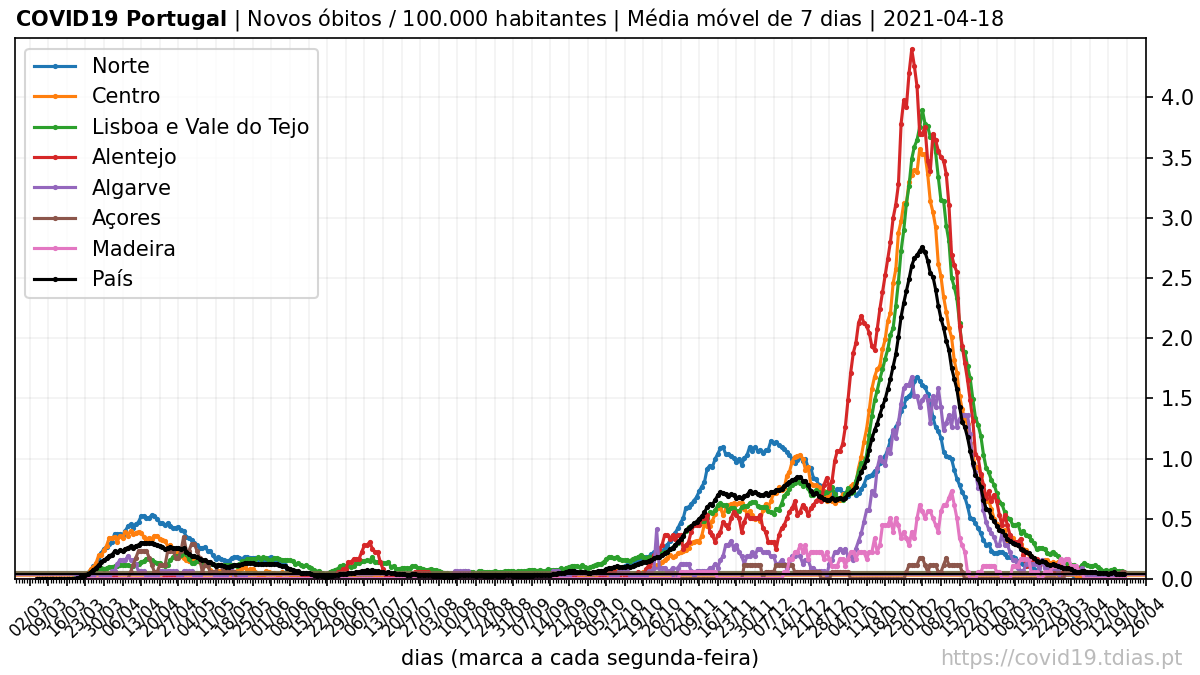 COVID19 Portugal | Novos óbitos / 100.000 habitantes | Média móvel de 7 dias | 2021-04-18
Norte
Centro
Lisboa e Vale do Tejo
Alentejo
Algarve
Açores
Madeira
País
4.0
3.5
3.0
2.5
2.0
1.5
1.0
0.5
0.0
02/03 09/03 16/03 23/03 30/03 06/04 13/04 20/04 27/04 04/05 11/05 18/05 25/05 01/06 08/06 15/06 22/06 29/06 06/07 13/07 20/07 27/07 03/08 10/08 17/08 24/08 31/08 07/09 14/09 21/09 28/09 05/10 12/10 19/10 26/10 02/11 09/11 16/11 23/11 30/11 07/12 14/12 21/12 28/12 04/01 11/01 18/01 25/01 01/02 08/02 15/02 22/02 01/03 08/03 15/03 22/03 29/03 05/04 12/04 19/04 26/04
dias (marca a cada segunda-feira)
https://covid19.tdias.pt